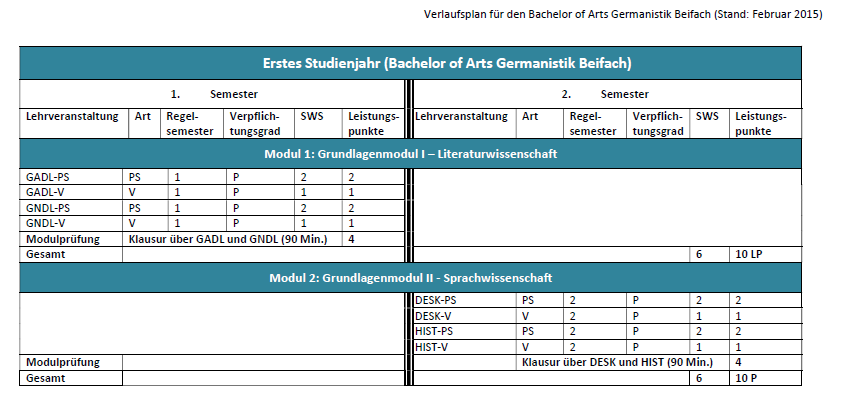 Verlaufsplan für den Bachelor of Arts Germanistik Beifach (Stand: Februar 2015)
Erstes Studienjahr (Bachelor of Arts Germanistik Beifach)
1. Semester 2. Semester
Lehrveranstaltung Art Regel- Verpflich- SWS Leistungs- Lehrveranstaltung Art Regel- Verpflich- SWS Leistungs-
semester tungsgrad punkte semester tungsgrad punkte
Modul 1: Grundlagenmodul I – Literaturwissenschaft
GADL-PS PS 1 P 2 2
GADL-V V 1 P 1 1
GNDL-PS PS 1 P 2 2
GNDL-V V 1 P 1 1
Modulprüfung Klausur über GADL und GNDL (90 Min.) 4
Gesamt 6 10 LP
Modul 2: Grundlagenmodul II - Sprachwissenschaft
DESK-PS PS 2 P 2 2
DESK-V V 2 P 1 1
HIST-PS PS 2 P 2 2
HIST-V V 2 P 1 1
Modulprüfung Klausur über DESK und HIST (90 Min.) 4
Gesamt 6 10 P